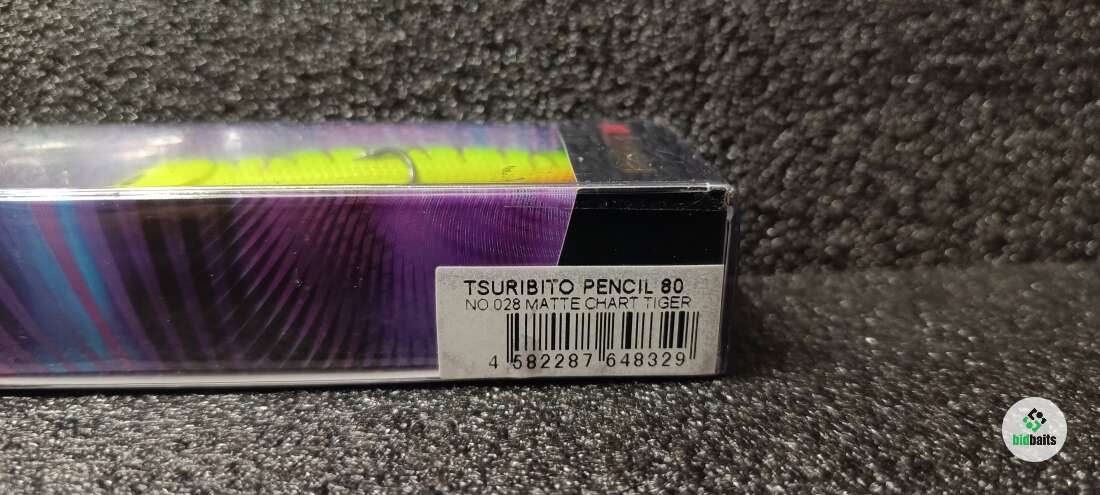 TSURIBITO PENCIL 80
NO.028 MATTE CHART TIGER
4 582287 648329
bidbaits